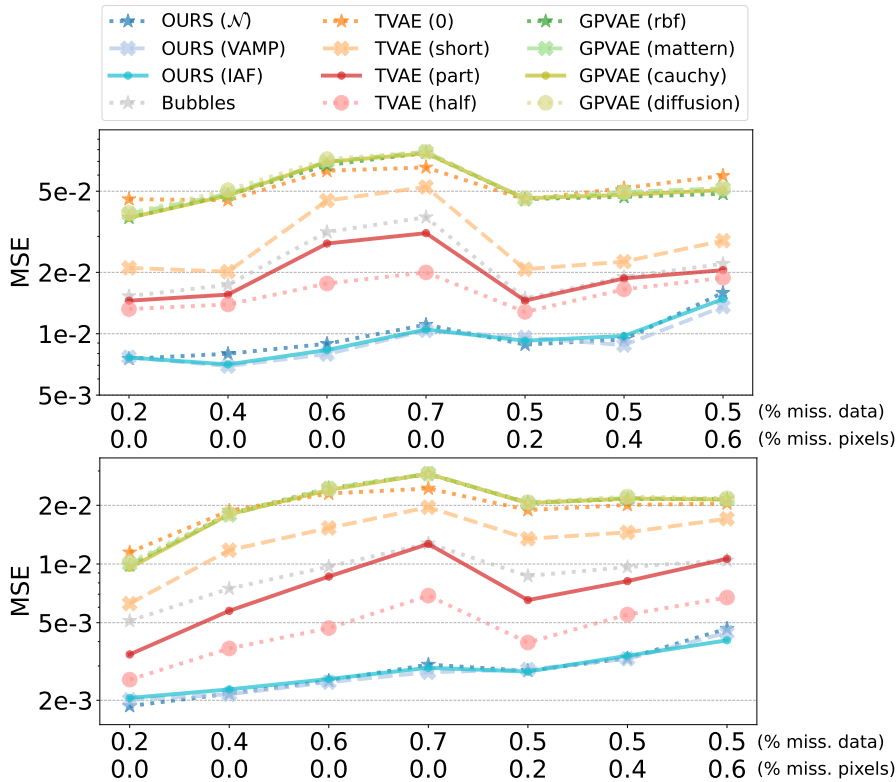 OURS (𝒩) TVAE (0) GPVAE (rbf)
OURS (VAMP) TVAE (short) GPVAE (mattern)
OURS (IAF) TVAE (part) GPVAE (cauchy)
Bubbles TVAE (half) GPVAE (diffusion)
MSE
5e-2
2e-2
1e-2
5e-3
0.2 0.4 0.6 0.7 0.5 0.5 0.5 (% miss. data)
0.0 0.0 0.0 0.0 0.2 0.4 0.6 (% miss. pixels)
MSE
2e-2
1e-2
5e-3
2e-3
0.2 0.4 0.6 0.7 0.5 0.5 0.5 (% miss. data)
0.0 0.0 0.0 0.0 0.2 0.4 0.6 (% miss. pixels)